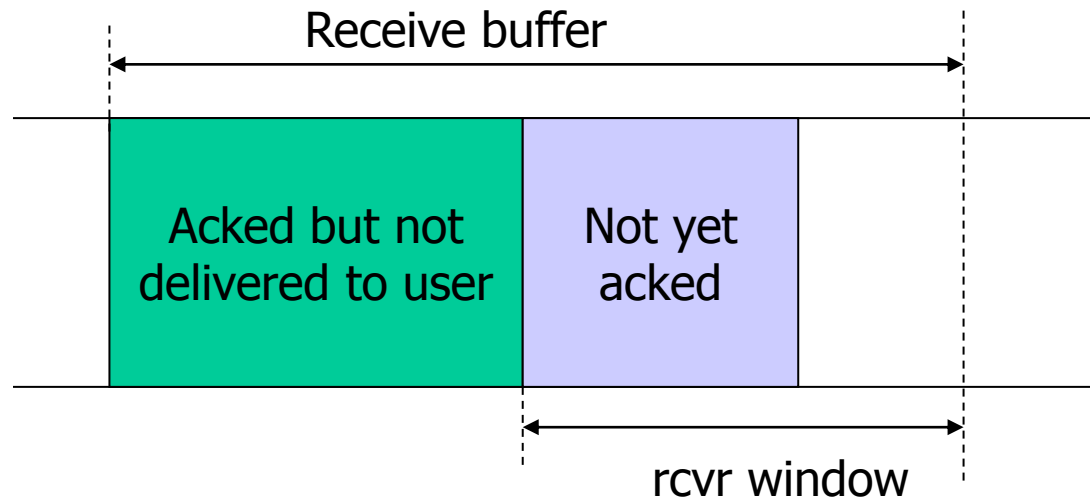 Receive buffer
Acked but not
delivered to user
Not yet
acked
rcvr window